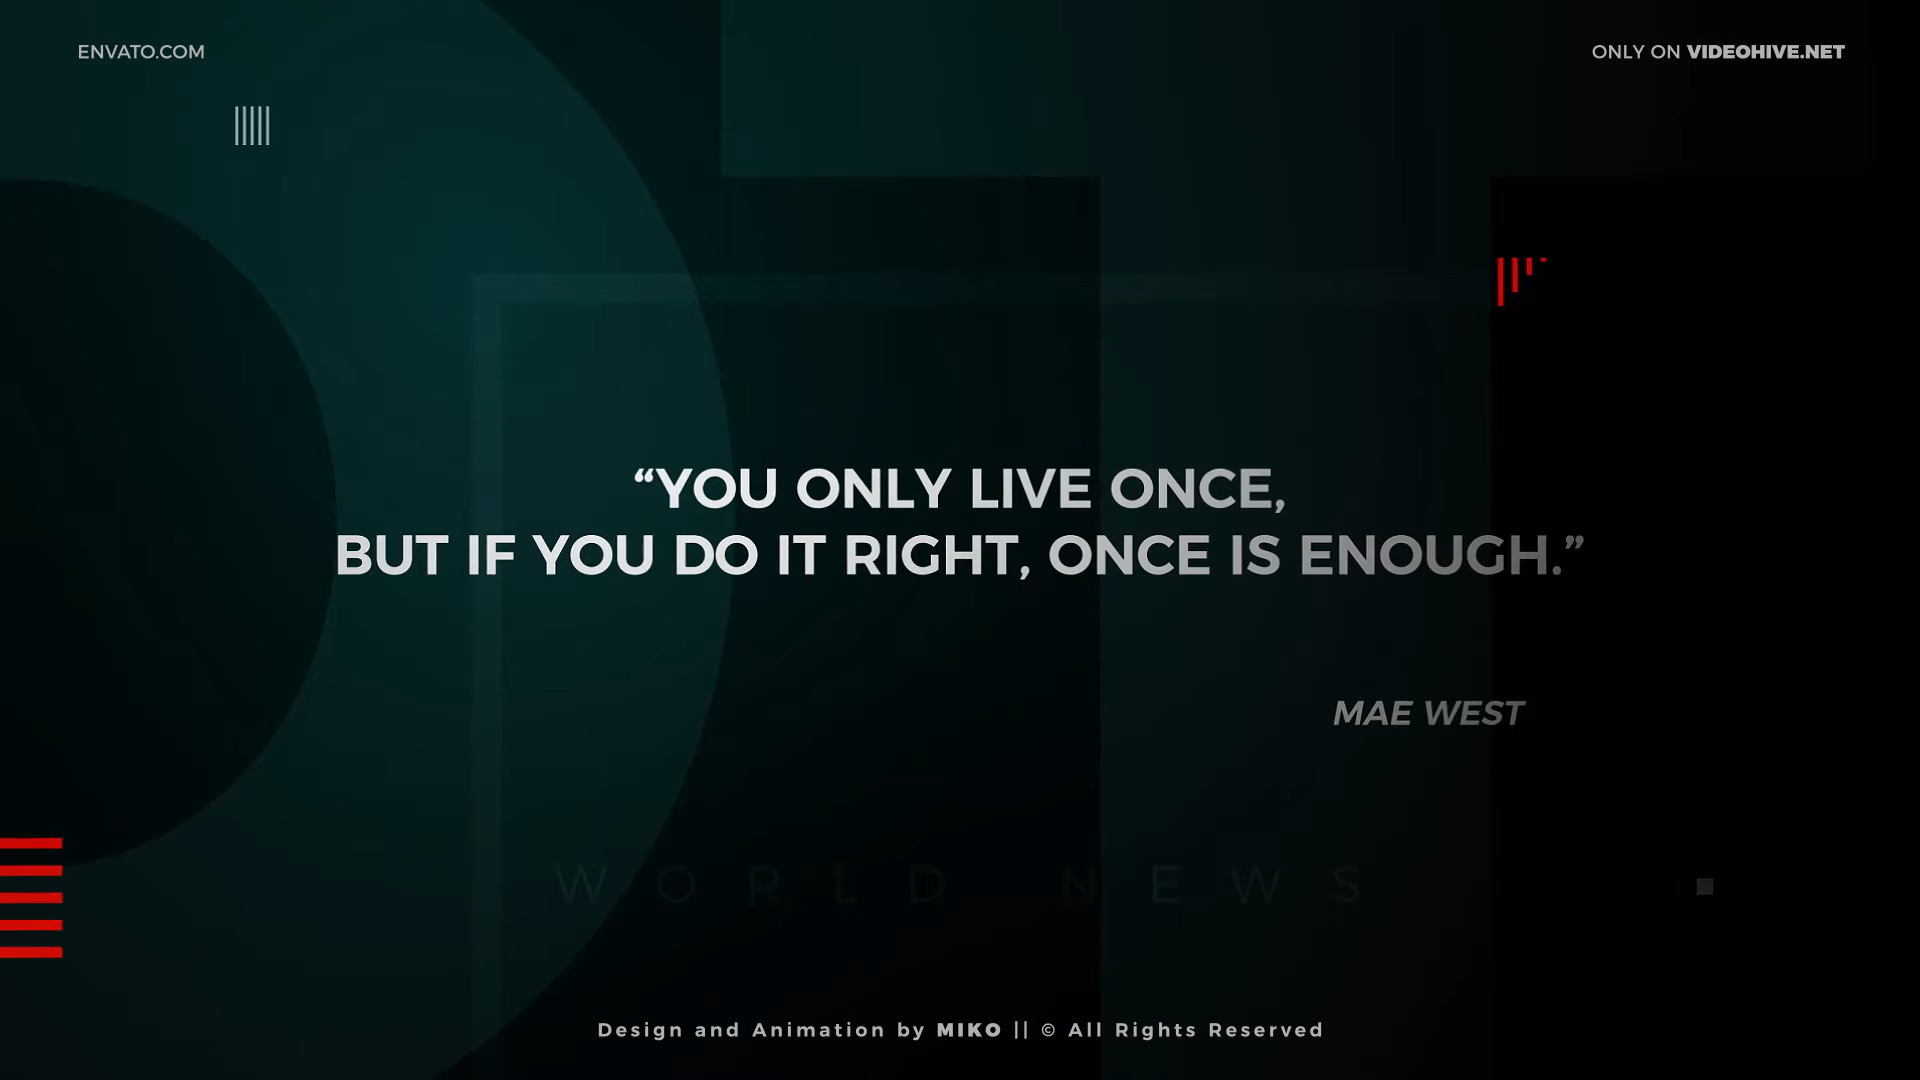 ENVATO.COM
ONLY ON VIDEOHIVE.NET
“YOU ONLY LIVE ONCE,
BUT IF YOU DO IT RIGHT, ONCE IS ENOUGH.”
MAE WEST
WORLD NEWS
Design and Animation by MIKO || © All Rights Reserved